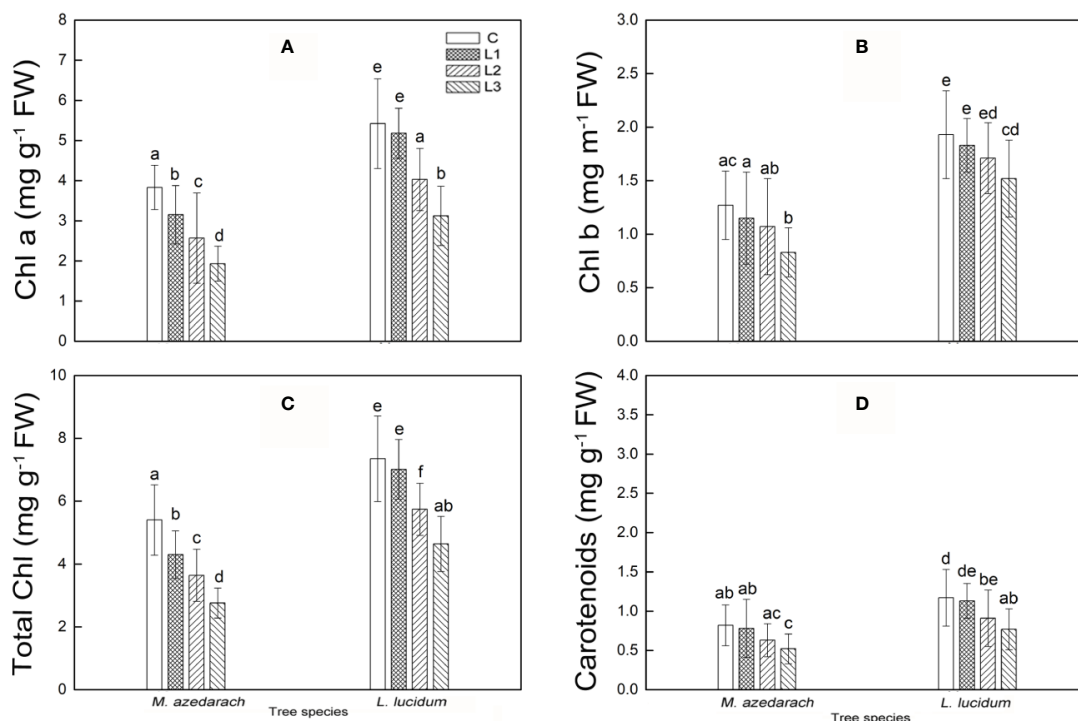 8
7
6
5
4
3
2
1
0
Chl a (mg g⁻¹ FW)
A
C
L1
L2
L3
a
b
c
d
e
e
a
b
3.0
2.5
2.0
1.5
1.0
0.5
0.0
Chl b (mg m⁻¹ FW)
B
ac
a
ab
b
e
e
ed
cd
10
8
6
4
2
0
Total Chl (mg g⁻¹ FW)
C
a
b
c
d
e
e
f
ab
M. azedarach
L. lucidum
Tree species
4.0
3.5
3.0
2.5
2.0
1.5
1.0
0.5
0.0
Carotenoids (mg g⁻¹ FW)
D
ab
ab
ac
c
d
de
be
ab
M. azedarach
L. lucidum
Tree species